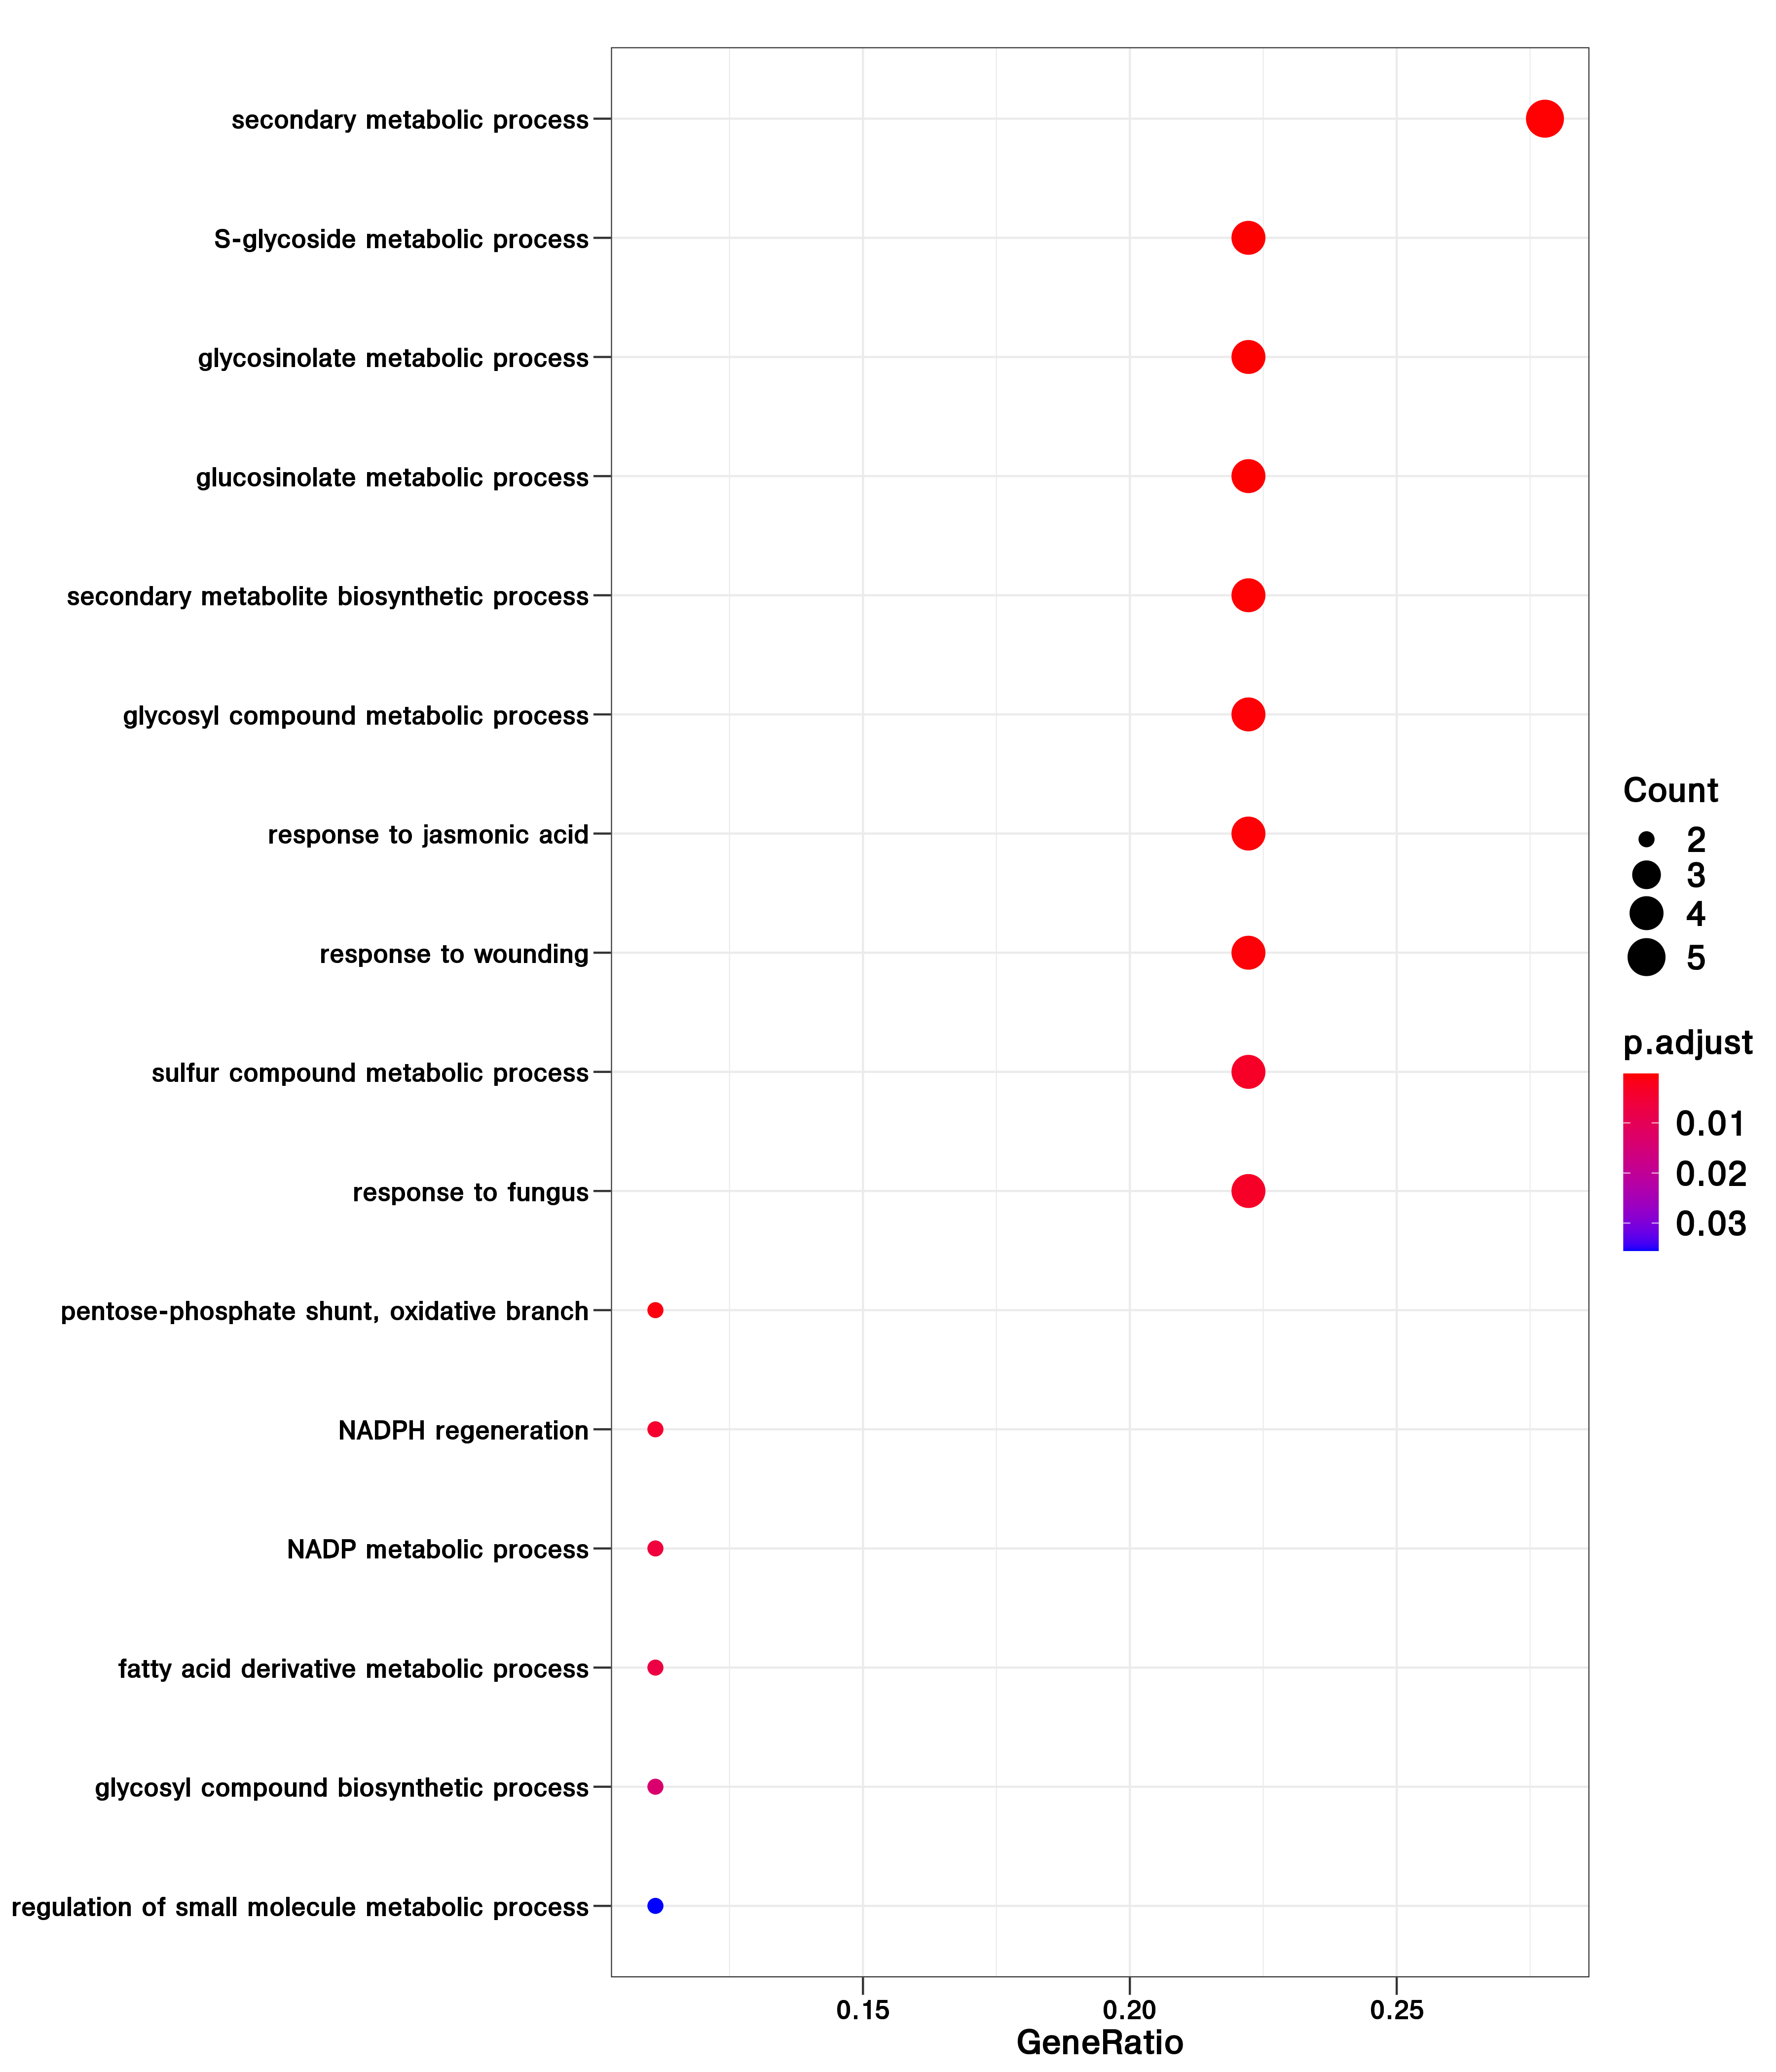 secondary metabolic process
S-glycoside metabolic process
glycosinolate metabolic process
glucosinolate metabolic process
secondary metabolite biosynthetic process
glycosyl compound metabolic process
response to jasmonic acid
response to wounding
sulfur compound metabolic process
response to fungus
pentose-phosphate shunt, oxidative branch
NADPH regeneration
NADP metabolic process
fatty acid derivative metabolic process
glycosyl compound biosynthetic process
regulation of small molecule metabolic process
0.15 0.20 0.25
GeneRatio
Count
2
3
4
5
p.adjust
0.01
0.02
0.03